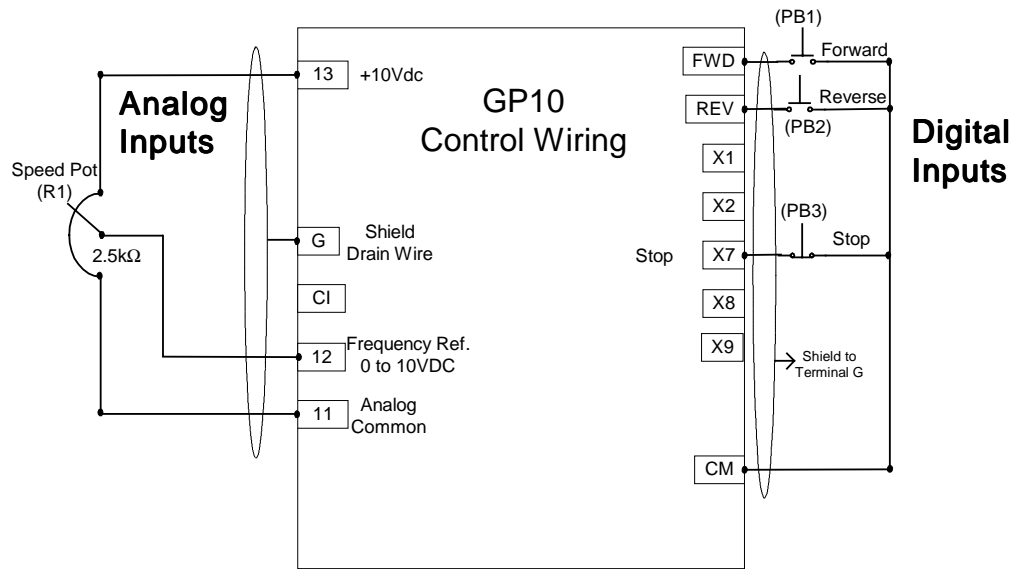 GP10
Control Wiring
Analog
Inputs
13
+10Vdc
Speed Pot
(R1)
2.5kΩ
G
Shield
Drain Wire
CI
12
Frequency Ref.
0 to 10VDC
11
Analog
Common
(PB1)
FWD
Forward
REV
Reverse
(PB2)
Digital
Inputs
X1
X2
(PB3)
Stop
X7
Stop
X8
X9
Shield to
Terminal G
CM